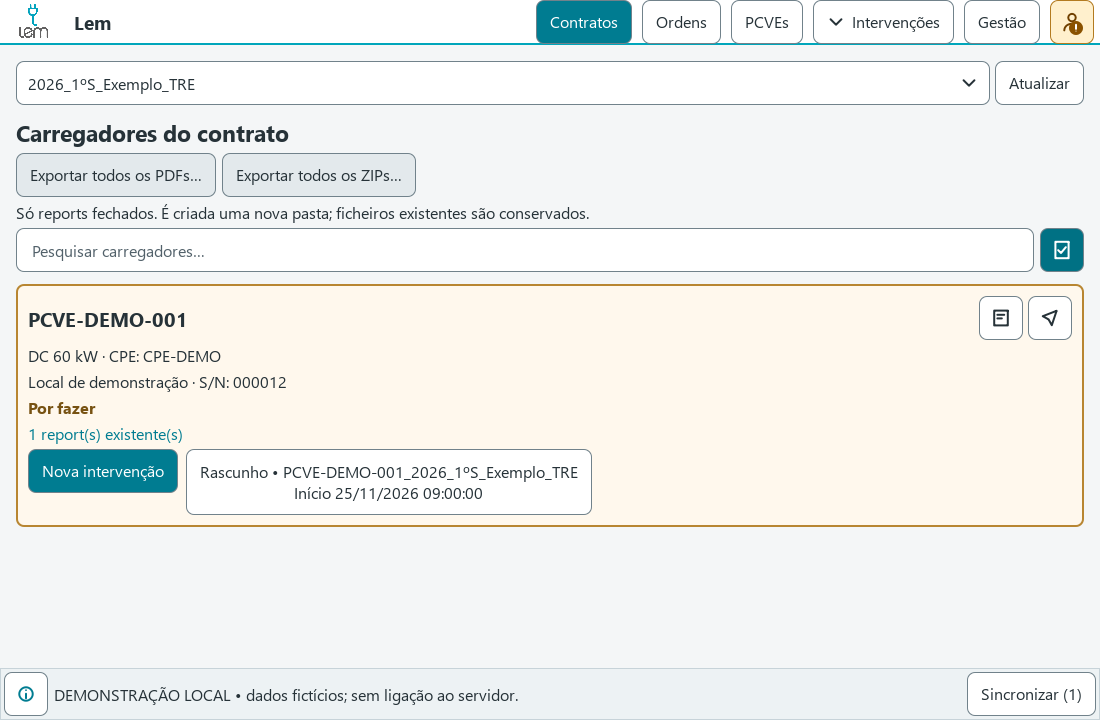 lem
Lem
Contratos
Ordens
PCVEs
Intervenções
Gestão
2026_1ºS_Exemplo_TRE
Atualizar
Carregadores do contrato
Exportar todos os PDFs...
Exportar todos os ZIPs...
Só reports fechados. É criada uma nova pasta; ficheiros existentes são conservados.
Pesquisar carregadores...
PCVE-DEMO-001
DC 60 kW · CPE: CPE-DEMO
Local de demonstração · S/N: 000012
Por fazer
1 report(s) existente(s)
Nova intervenção
Rascunho • PCVE-DEMO-001_2026_1ºS_Exemplo_TRE
Início 25/11/2026 09:00:00
DEMONSTRAÇÃO LOCAL • dados fictícios; sem ligação ao servidor.
Sincronizar (1)